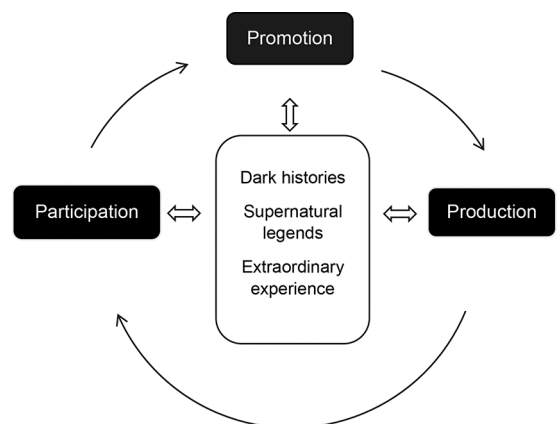 Promotion
Dark histories
Participation
Production
Supernatural
legends
Extraordinary
experience